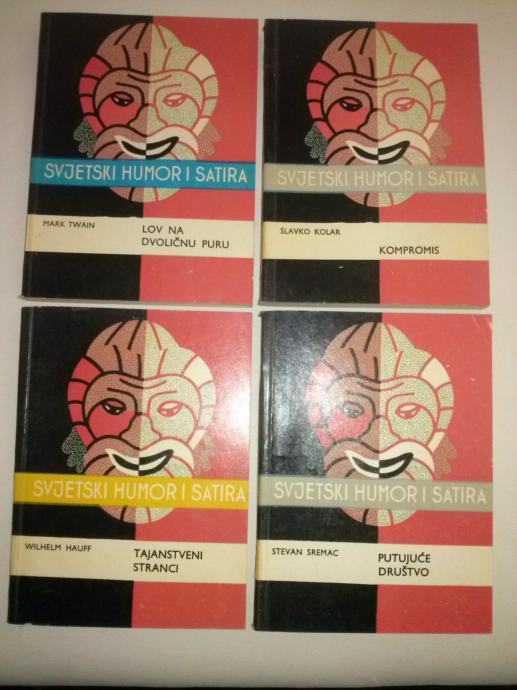 SVJETSKI HUMOR I SATIRA
MARK TWAIN
LOV NA
DVOLIČNU PURU
SVJETSKI HUMOR I SATIRA
SLAVKO KOLAR
KOMPROMIS
SVJETSKI HUMOR I SATIRA
WILHELM HAUFF
TAJANSTVENI
STRANCI
SVJETSKI HUMOR I SATIRA
STEVAN SREMAC
PUTUJUĆE
DRUŠTVO